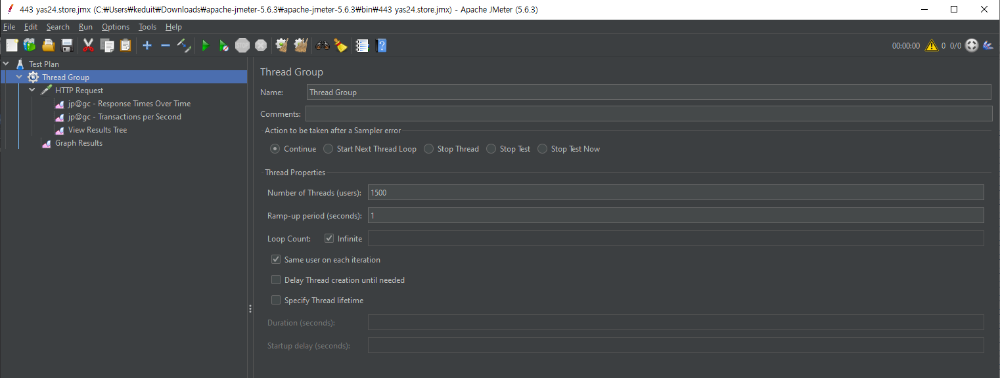 443 yas24.store.jmx (C:₩Users₩keduit₩Downloads₩apache-jmeter-5.6.3₩apache-jmeter-5.6.3₩bin₩443 yas24.store.jmx) - Apache JMeter (5.6.3)
File Edit Search Run Options Tools Help
STOP
? 00:00:00 0 0/0
Test Plan
Thread Group
HTTP Request
jp@gc - Response Times Over Time
jp@gc - Transactions per Second
View Results Tree
Graph Results
Thread Group
Name: Thread Group
Comments:
Action to be taken after a Sampler error
Continue Start Next Thread Loop Stop Thread Stop Test Stop Test Now
Thread Properties
Number of Threads (users): 1500
Ramp-up period (seconds): 1
Loop Count: Infinite
Same user on each iteration
Delay Thread creation until needed
Specify Thread lifetime
Duration (seconds):
Startup delay (seconds):